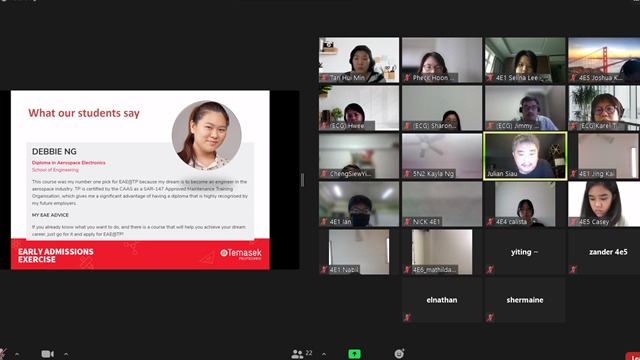 What our students say
DEBBIE NG
Diploma in Aerospace Electronics
School of Engineering
This course was my number one pick for EAE@TP because my dream is to become an engineer in the
aerospace industry. TP is certified by the CAAS as a SAR-147 Approved Maintenance Training
Organisation, which gives me a significant advantage of having a diploma that is highly recognised by
my future employers.
MY EAE ADVICE
If you already know what you want to do, and there is a course that will help you achieve your dream
career, just go for it and apply for EAE@TP!
EARLY ADMISSIONS
EXERCISE
Temasek
POLYTECHNIC
Tan Hui Min
Pheck Hoon
4E1 Selina Lee
4E5 Joshua K...
(ECG) Hwee
(ECG) Sharon...
(ECG) Jimmy
(ECG) Karel T...
ChengSiewYi...
5N2 Kayla Ng
Julian Siau
4E1 Jing Kai
4E1 Ian
NiCK 4E1
4E4 calista
4E5 Casey
4E1 Nabil
4E6_mathilda...
yiting ~
zander 4e5
elnathan
shermaine
22